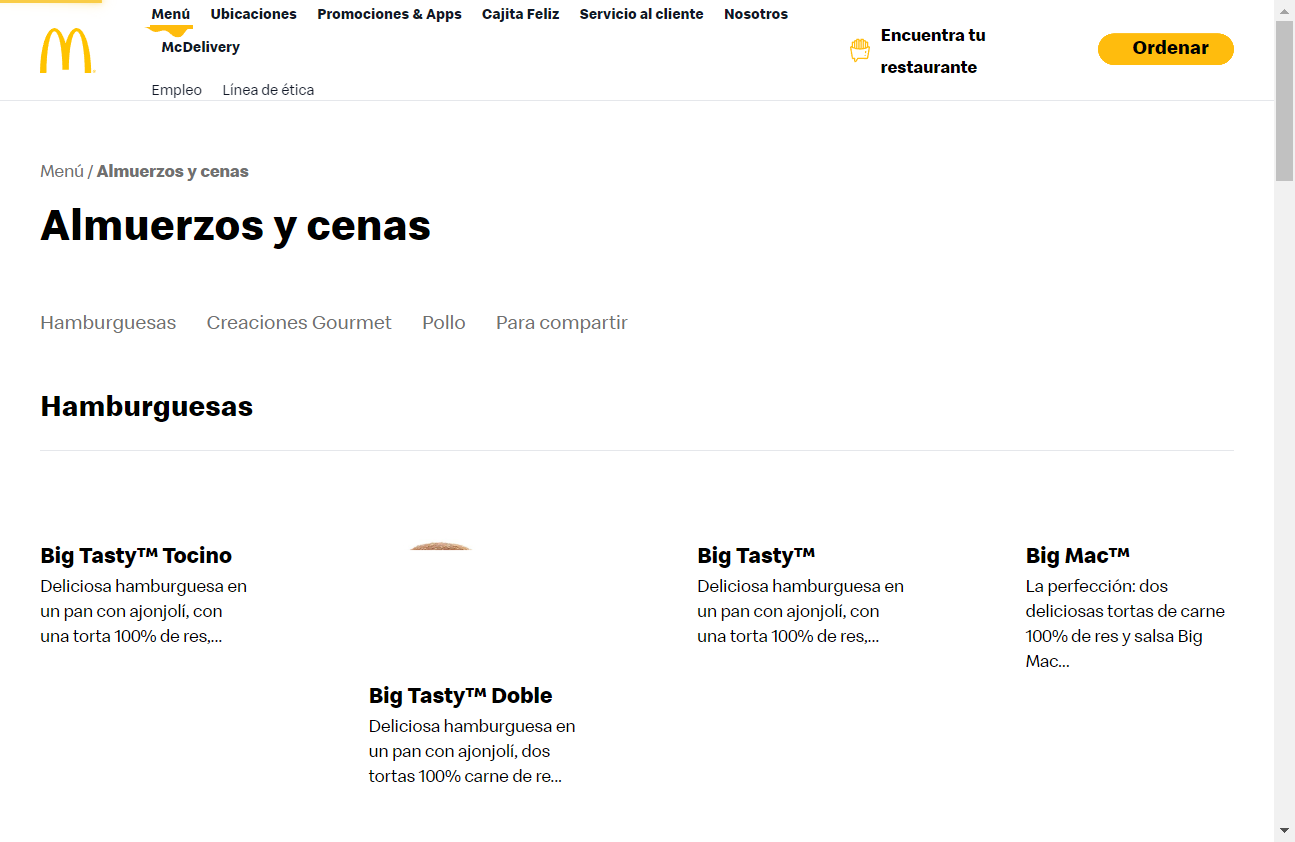 Menú Ubicaciones Promociones & Apps Cajita Feliz Servicio al cliente Nosotros
McDelivery
Empleo Línea de ética
Encuentra tu
restaurante
Ordenar
Menú / Almuerzos y cenas
Almuerzos y cenas
Hamburguesas Creaciones Gourmet Pollo Para compartir
Hamburguesas
Big Tasty™ Tocino
Deliciosa hamburguesa en
un pan con ajonjolí, con
una torta 100% de res,...
Big Tasty™ Doble
Deliciosa hamburguesa en
un pan con ajonjolí, dos
tortas 100% carne de re...
Big Tasty™
Deliciosa hamburguesa en
un pan con ajonjolí, con
una torta 100% de res,...
Big Mac™
La perfección: dos
deliciosas tortas de carne
100% de res y salsa Big
Mac...